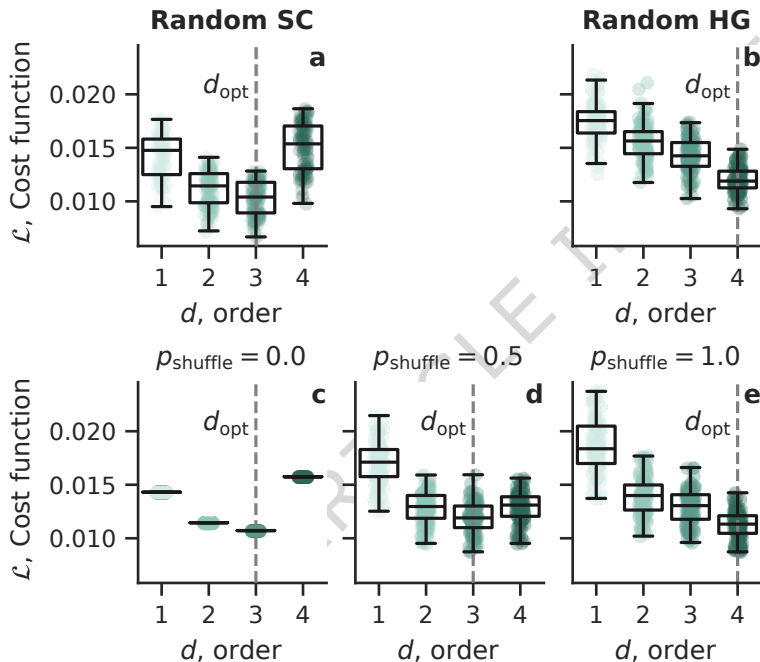 Random SC
Random HG
a
b
ℒ, Cost function
0.020
0.015
0.010
d_opt
d_opt
1 2 3 4
1 2 3 4
d, order
d, order
p_shuffle = 0.0
p_shuffle = 0.5
p_shuffle = 1.0
c
d
e
ℒ, Cost function
0.020
0.015
0.010
d_opt
d_opt
d_opt
1 2 3 4
1 2 3 4
1 2 3 4
d, order
d, order
d, order